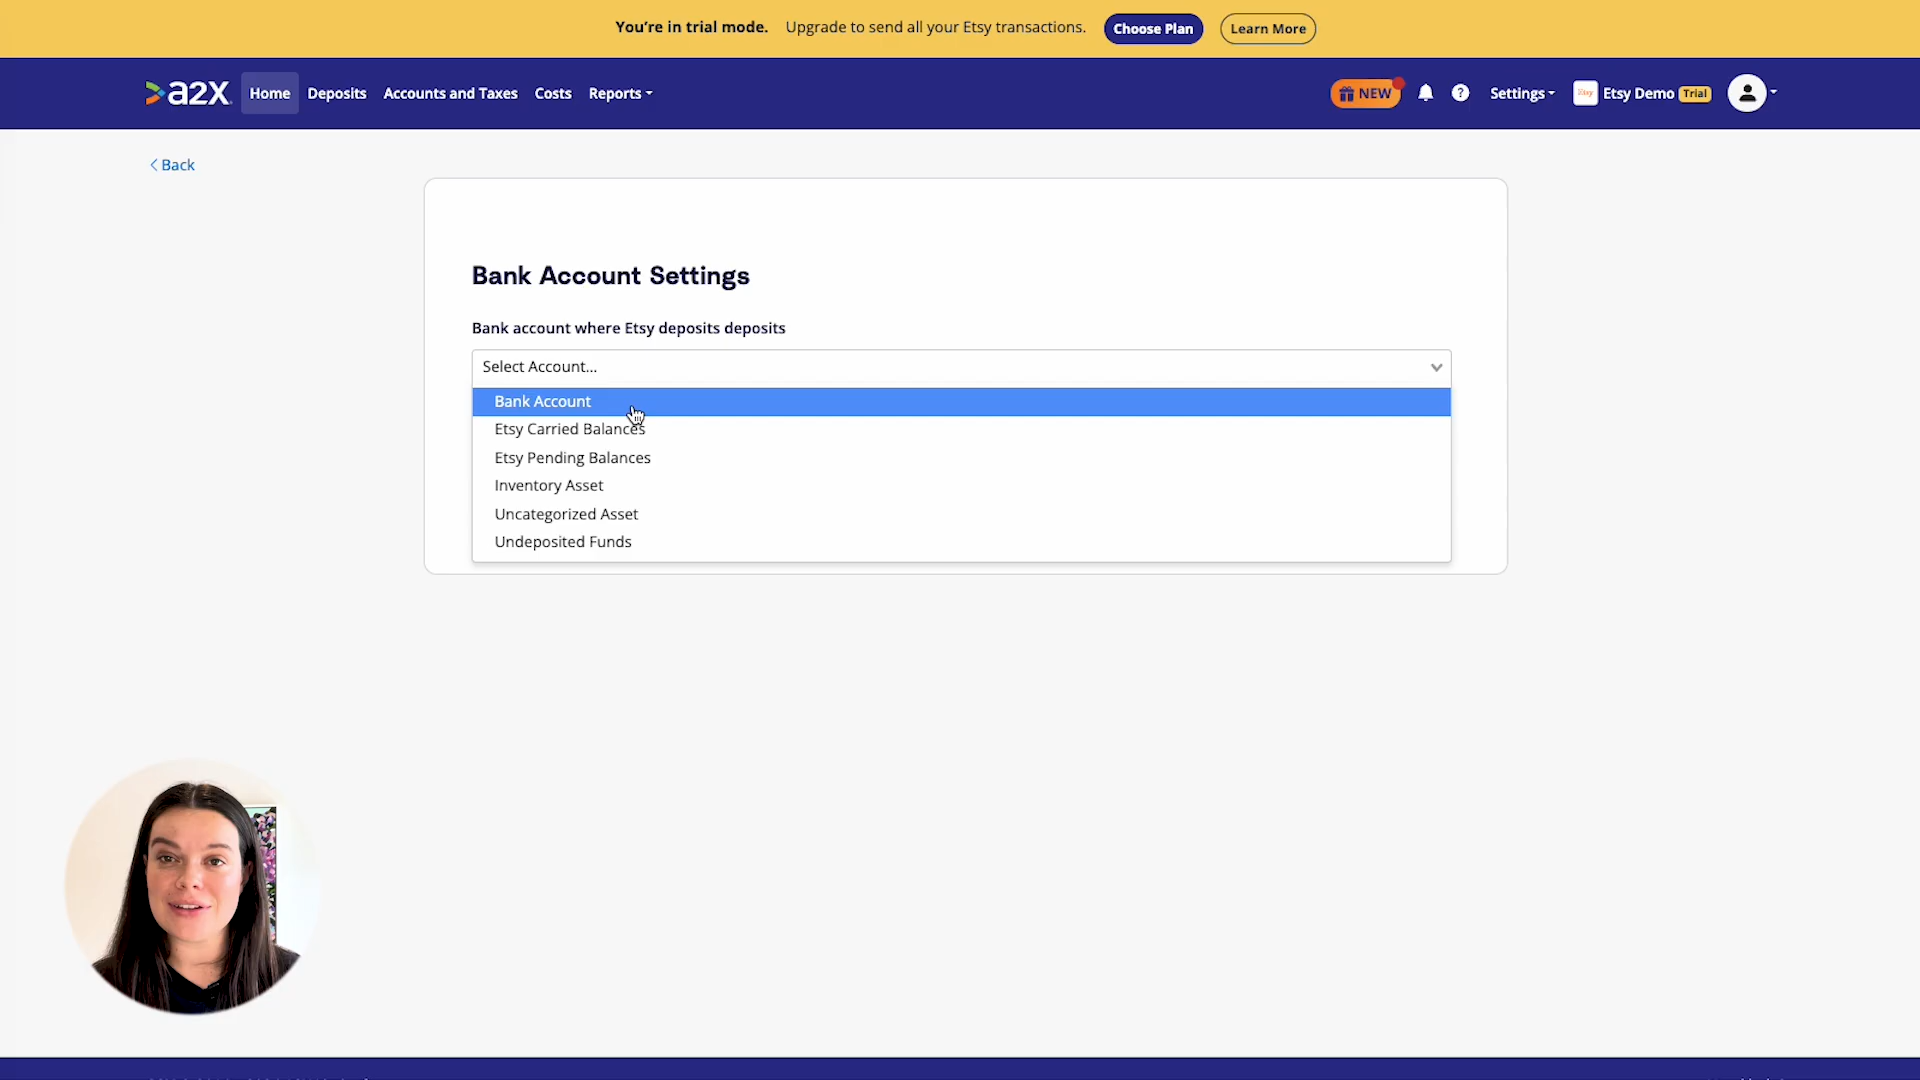 You're in trial mode. Upgrade to send all your Etsy transactions. Choose Plan Learn More
a2x Home Deposits Accounts and Taxes Costs Reports NEW ? Settings Etsy Etsy Demo Trial
Back
Bank Account Settings
Bank account where Etsy deposits deposits
Select Account...
Bank Account
Etsy Carried Balances
Etsy Pending Balances
Inventory Asset
Uncategorized Asset
Undeposited Funds